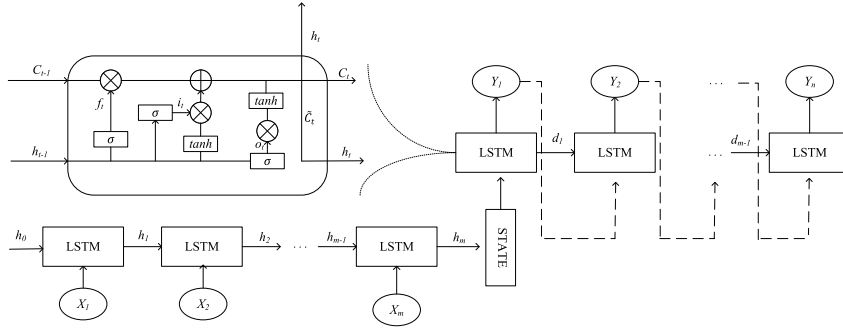 h_t
C_{t-1}
C_t
f_t
σ
i_t
tanh
σ
tanh
o_t
σ
C̃_t
h_{t-1}
h_t
Y_1
Y_2
...
Y_n
LSTM
d_1
LSTM
...
d_{m-1}
LSTM
h_0
LSTM
h_1
LSTM
h_2
...
h_{m-1}
LSTM
h_m
STATE
X_1
X_2
X_m